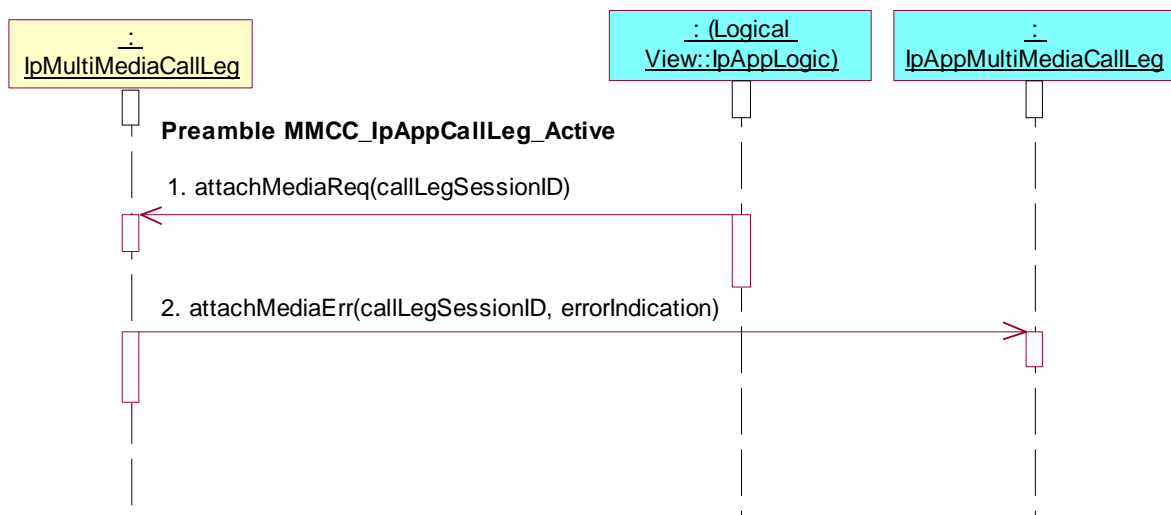 :
IpMultiMediaCallLeg
: (Logical
View::IpAppLogic)
:
IpAppMultiMediaCallLeg
Preamble MMCC_IpAppCallLeg_Active
1. attachMediaReq(callLegSessionID)
2. attachMediaErr(callLegSessionID, errorIndication)